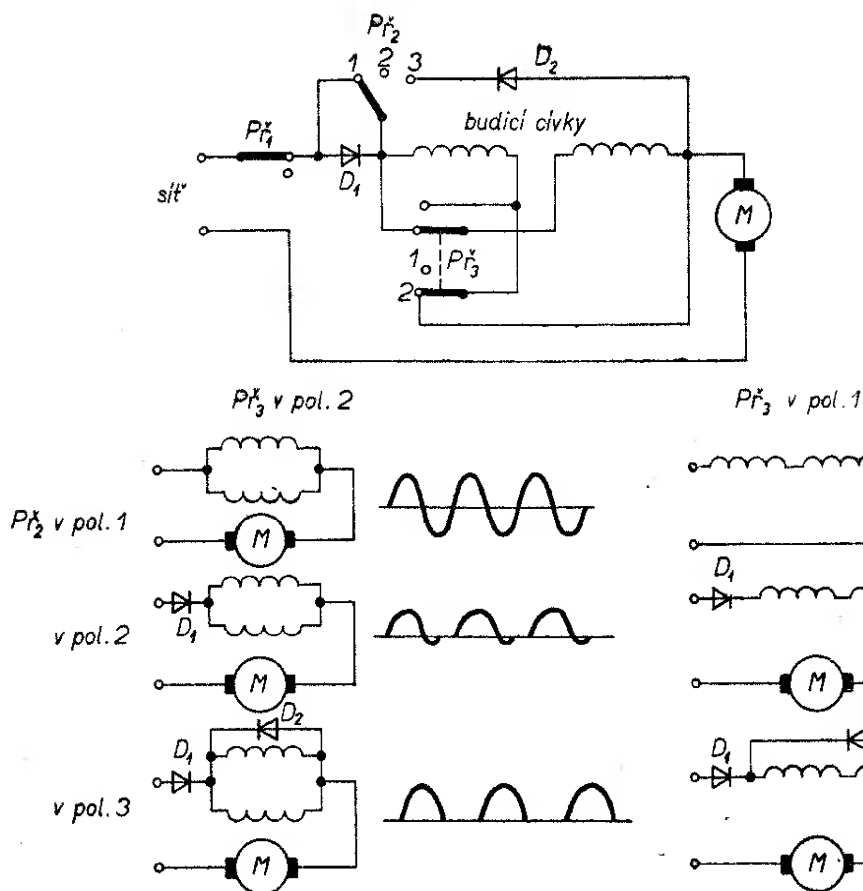 Př₂
1 2 3 D₂
budicí cívky
Př₁
D₁
síť
M
1 Př₃
2
Př₃ v pol. 2
Př₃ v pol. 1
Př₂ v pol. 1
M
D₁
D₁
v pol. 2
M
M
D₂
D₁
D₁
v pol. 3
M
M